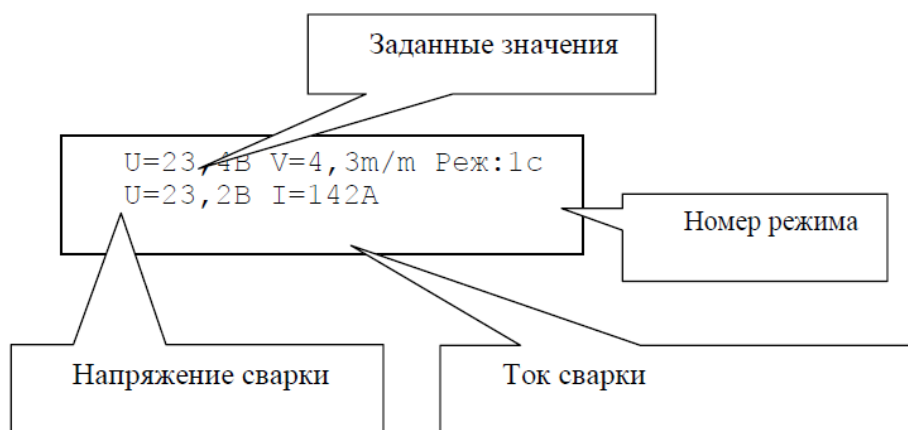 Заданные значения
U=23,4В V=4,3m/m Реж:1с
U=23,2В I=142А
Номер режима
Напряжение сварки
Ток сварки